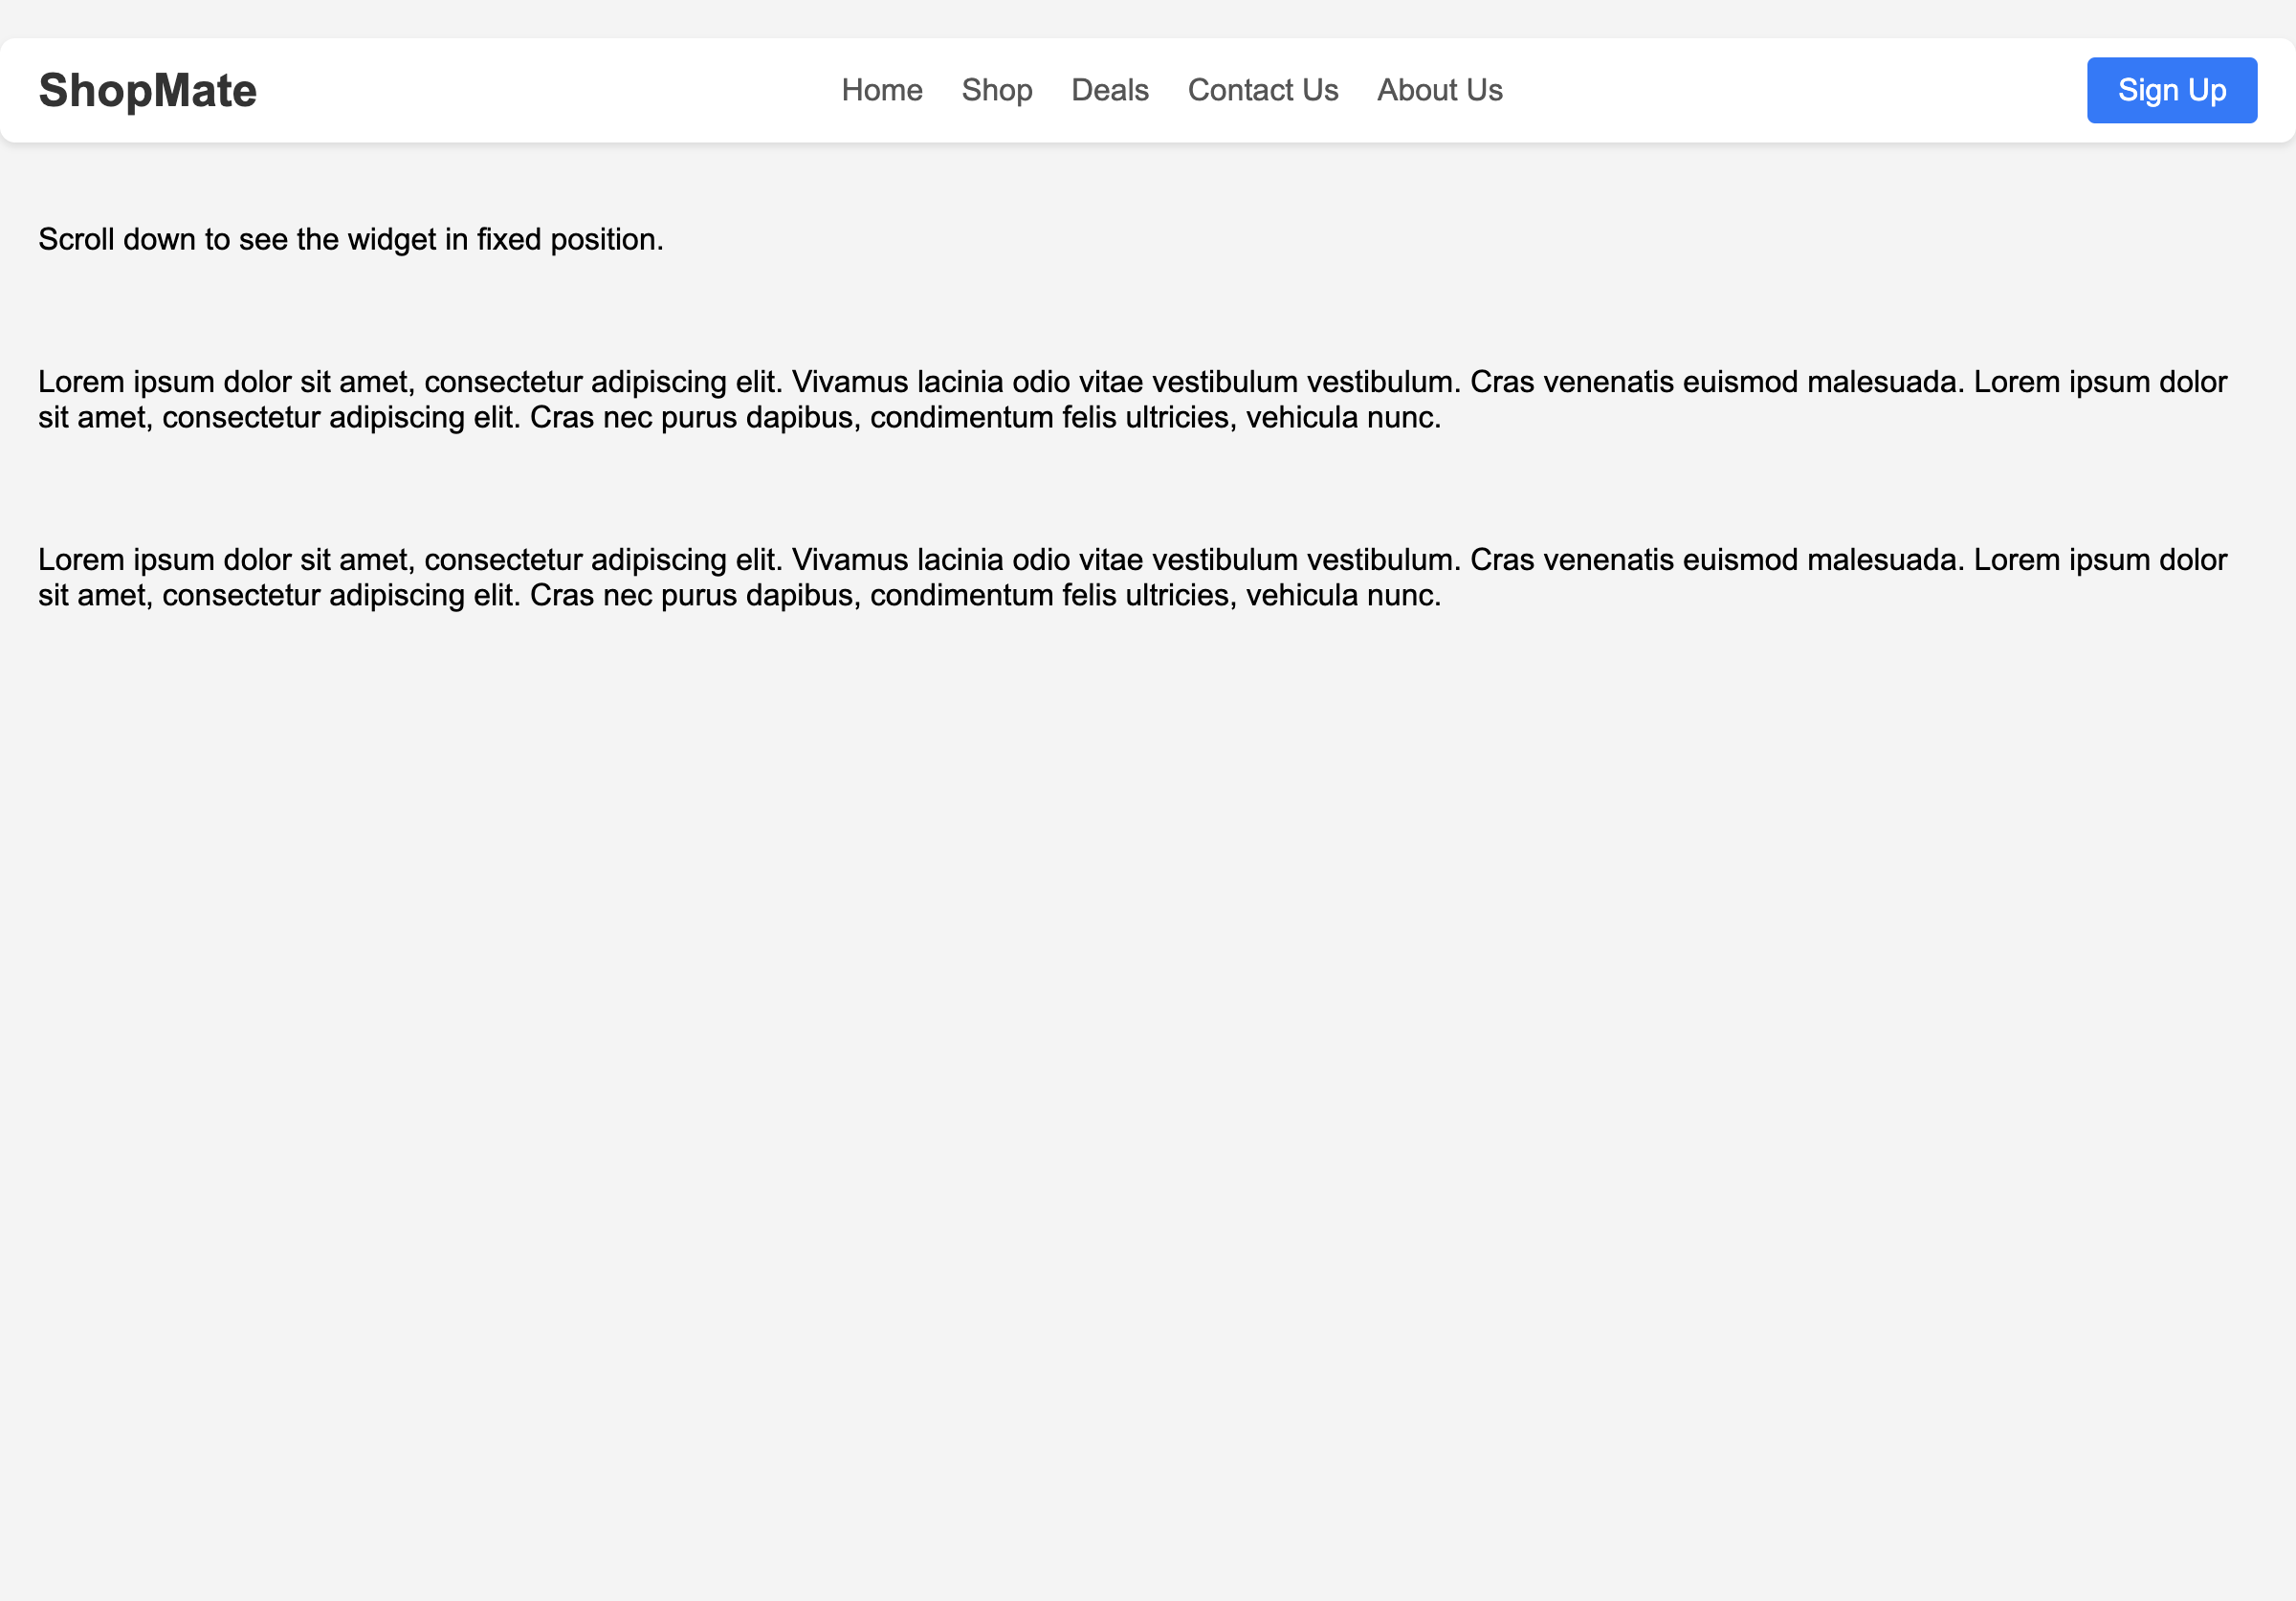 ShopMate
Home
Shop
Deals
Contact Us
About Us
Sign Up
Scroll down to see the widget in fixed position.
Lorem ipsum dolor sit amet, consectetur adipiscing elit. Vivamus lacinia odio vitae vestibulum vestibulum. Cras venenatis euismod malesuada. Lorem ipsum dolor
sit amet, consectetur adipiscing elit. Cras nec purus dapibus, condimentum felis ultricies, vehicula nunc.
Lorem ipsum dolor sit amet, consectetur adipiscing elit. Vivamus lacinia odio vitae vestibulum vestibulum. Cras venenatis euismod malesuada. Lorem ipsum dolor
sit amet, consectetur adipiscing elit. Cras nec purus dapibus, condimentum felis ultricies, vehicula nunc.